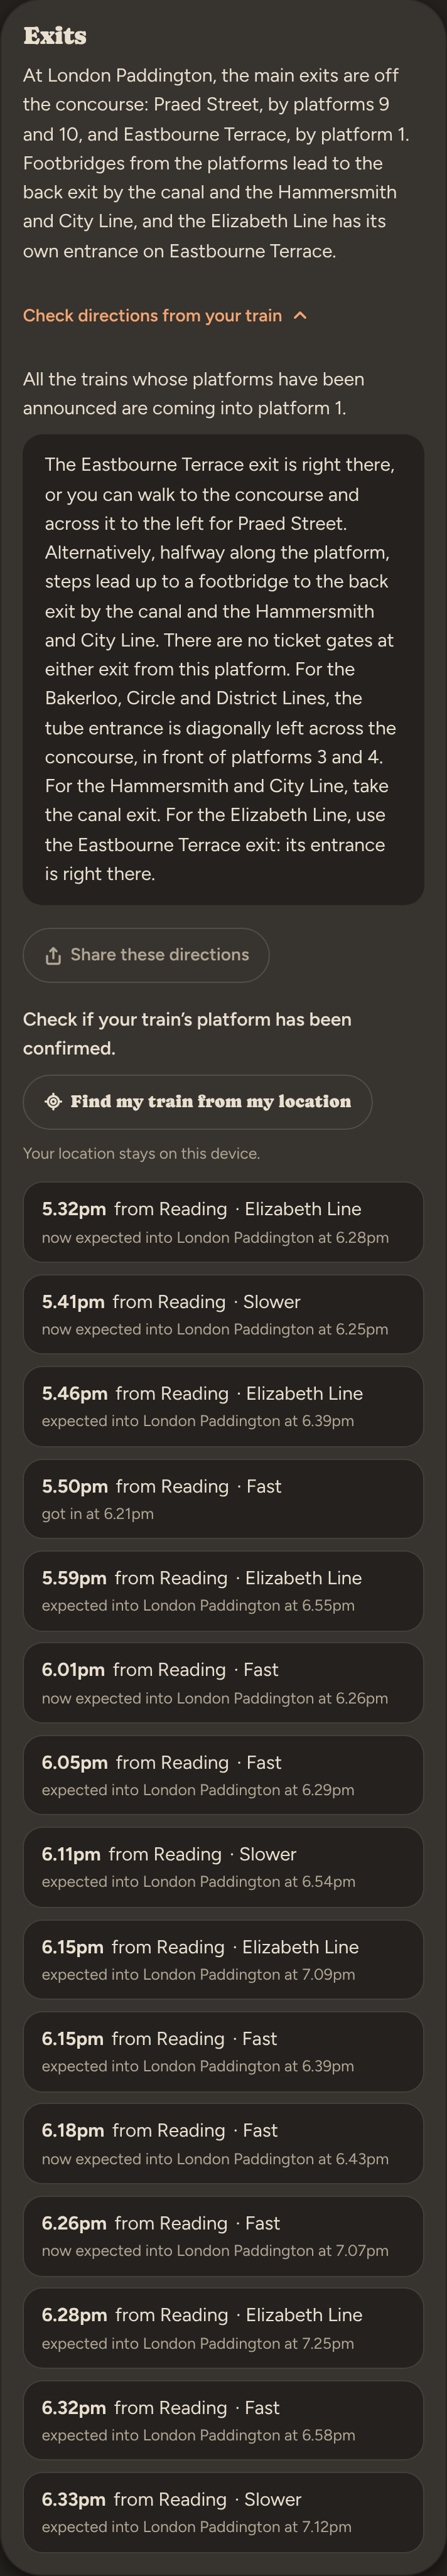 Exits
At London Paddington, the main exits are off
the concourse: Praed Street, by platforms 9
and 10, and Eastbourne Terrace, by platform 1.
Footbridges from the platforms lead to the
back exit by the canal and the Hammersmith
and City Line, and the Elizabeth Line has its
own entrance on Eastbourne Terrace.
Check directions from your train
All the trains whose platforms have been
announced are coming into platform 1.
The Eastbourne Terrace exit is right there,
or you can walk to the concourse and
across it to the left for Praed Street.
Alternatively, halfway along the platform,
steps lead up to a footbridge to the back
exit by the canal and the Hammersmith
and City Line. There are no ticket gates at
either exit from this platform. For the
Bakerloo, Circle and District Lines, the
tube entrance is diagonally left across the
concourse, in front of platforms 3 and 4.
For the Hammersmith and City Line, take
the canal exit. For the Elizabeth Line, use
the Eastbourne Terrace exit: its entrance
is right there.
Share these directions
Check if your train’s platform has been
confirmed.
Find my train from my location
Your location stays on this device.
5.32pm from Reading · Elizabeth Line
now expected into London Paddington at 6.28pm
5.41pm from Reading · Slower
now expected into London Paddington at 6.25pm
5.46pm from Reading · Elizabeth Line
expected into London Paddington at 6.39pm
5.50pm from Reading · Fast
got in at 6.21pm
5.59pm from Reading · Elizabeth Line
expected into London Paddington at 6.55pm
6.01pm from Reading · Fast
now expected into London Paddington at 6.26pm
6.05pm from Reading · Fast
expected into London Paddington at 6.29pm
6.11pm from Reading · Slower
expected into London Paddington at 6.54pm
6.15pm from Reading · Elizabeth Line
expected into London Paddington at 7.09pm
6.15pm from Reading · Fast
expected into London Paddington at 6.39pm
6.18pm from Reading · Fast
now expected into London Paddington at 6.43pm
6.26pm from Reading · Fast
now expected into London Paddington at 7.07pm
6.28pm from Reading · Elizabeth Line
expected into London Paddington at 7.25pm
6.32pm from Reading · Fast
expected into London Paddington at 6.58pm
6.33pm from Reading · Slower
expected into London Paddington at 7.12pm